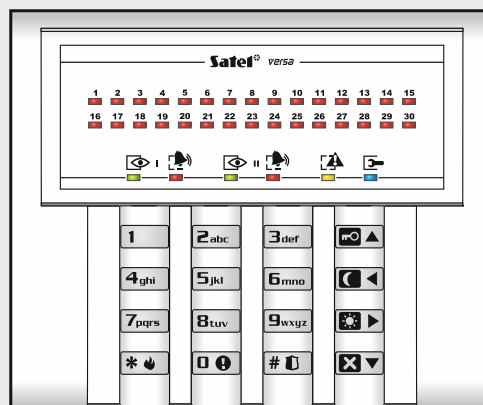 Satel versa
1 2 3 4 5 6 7 8 9 10 11 12 13 14 15
16 17 18 19 20 21 22 23 24 25 26 27 28 29 30
I II
1 2abc 3def
4ghi 5jkl 6mno
7pqrs 8tuv 9wxyz
* 0 #